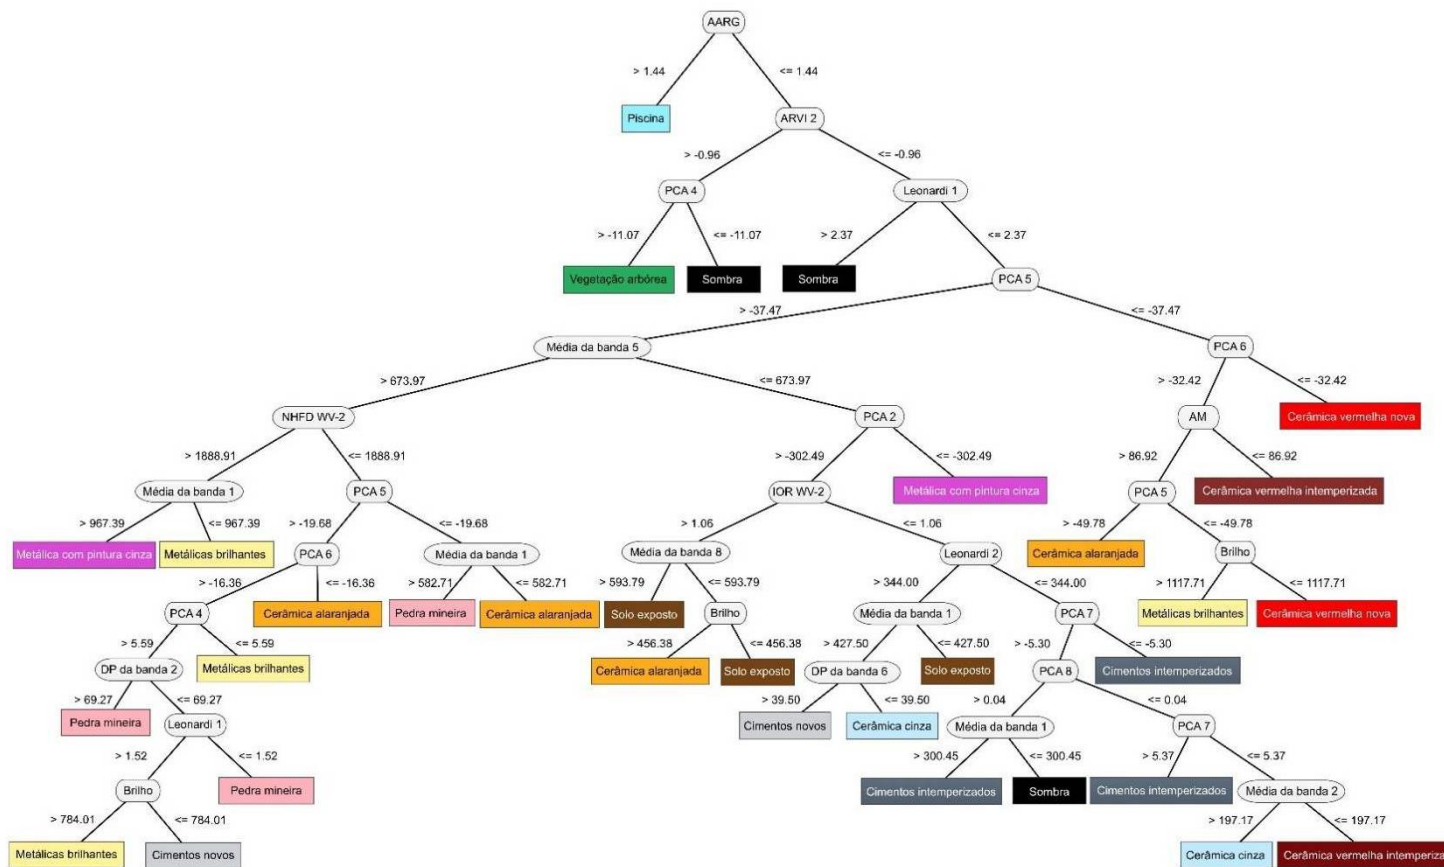 AARG
> 1.44
<= 1.44
Piscina
ARVI 2
> -0.96
<= -0.96
PCA 4
Leonardi 1
> -11.07
<= -11.07
> 2.37
<= 2.37
Vegetação arbórea
Sombra
Sombra
PCA 5
> -37.47
<= -37.47
Média da banda 5
PCA 6
> 673.97
<= 673.97
> -32.42
<= -32.42
NHFD WV-2
PCA 2
AM
Cerâmica vermelha nova
> 1888.91
<= 1888.91
> -302.49
<= -302.49
> 86.92
<= 86.92
Média da banda 1
PCA 5
IOR WV-2
Metálica com pintura cinza
PCA 5
Cerâmica vermelha intemperizada
> 967.39
<= 967.39
> -19.68
<= -19.68
> 1.06
<= 1.06
> -49.78
<= -49.78
Metálica com pintura cinza
Metálicas brilhantes
PCA 6
Média da banda 1
Média da banda 8
Leonardi 2
Cerâmica alaranjada
Brilho
> -16.36
<= -16.36
> 582.71
<= 582.71
> 593.79
<= 593.79
> 344.00
<= 344.00
> 1117.71
<= 1117.71
PCA 4
Cerâmica alaranjada
Pedra mineira
Cerâmica alaranjada
Solo exposto
Brilho
Média da banda 1
PCA 7
Metálicas brilhantes
Cerâmica vermelha nova
> 5.59
<= 5.59
> 456.38
<= 456.38
> 427.50
<= 427.50
> -5.30
<= -5.30
DP da banda 2
Metálicas brilhantes
Cerâmica alaranjada
Solo exposto
DP da banda 6
Solo exposto
PCA 8
Cimentos intemperizados
> 69.27
<= 69.27
> 39.50
<= 39.50
> 0.04
<= 0.04
Pedra mineira
Leonardi 1
Cimentos novos
Cerâmica cinza
Média da banda 1
PCA 7
> 1.52
<= 1.52
> 300.45
<= 300.45
> 5.37
<= 5.37
Brilho
Pedra mineira
Cimentos intemperizados
Sombra
Cimentos intemperizados
Média da banda 2
> 784.01
<= 784.01
> 197.17
<= 197.17
Metálicas brilhantes
Cimentos novos
Cerâmica cinza
Cerâmica vermelha intemperiza